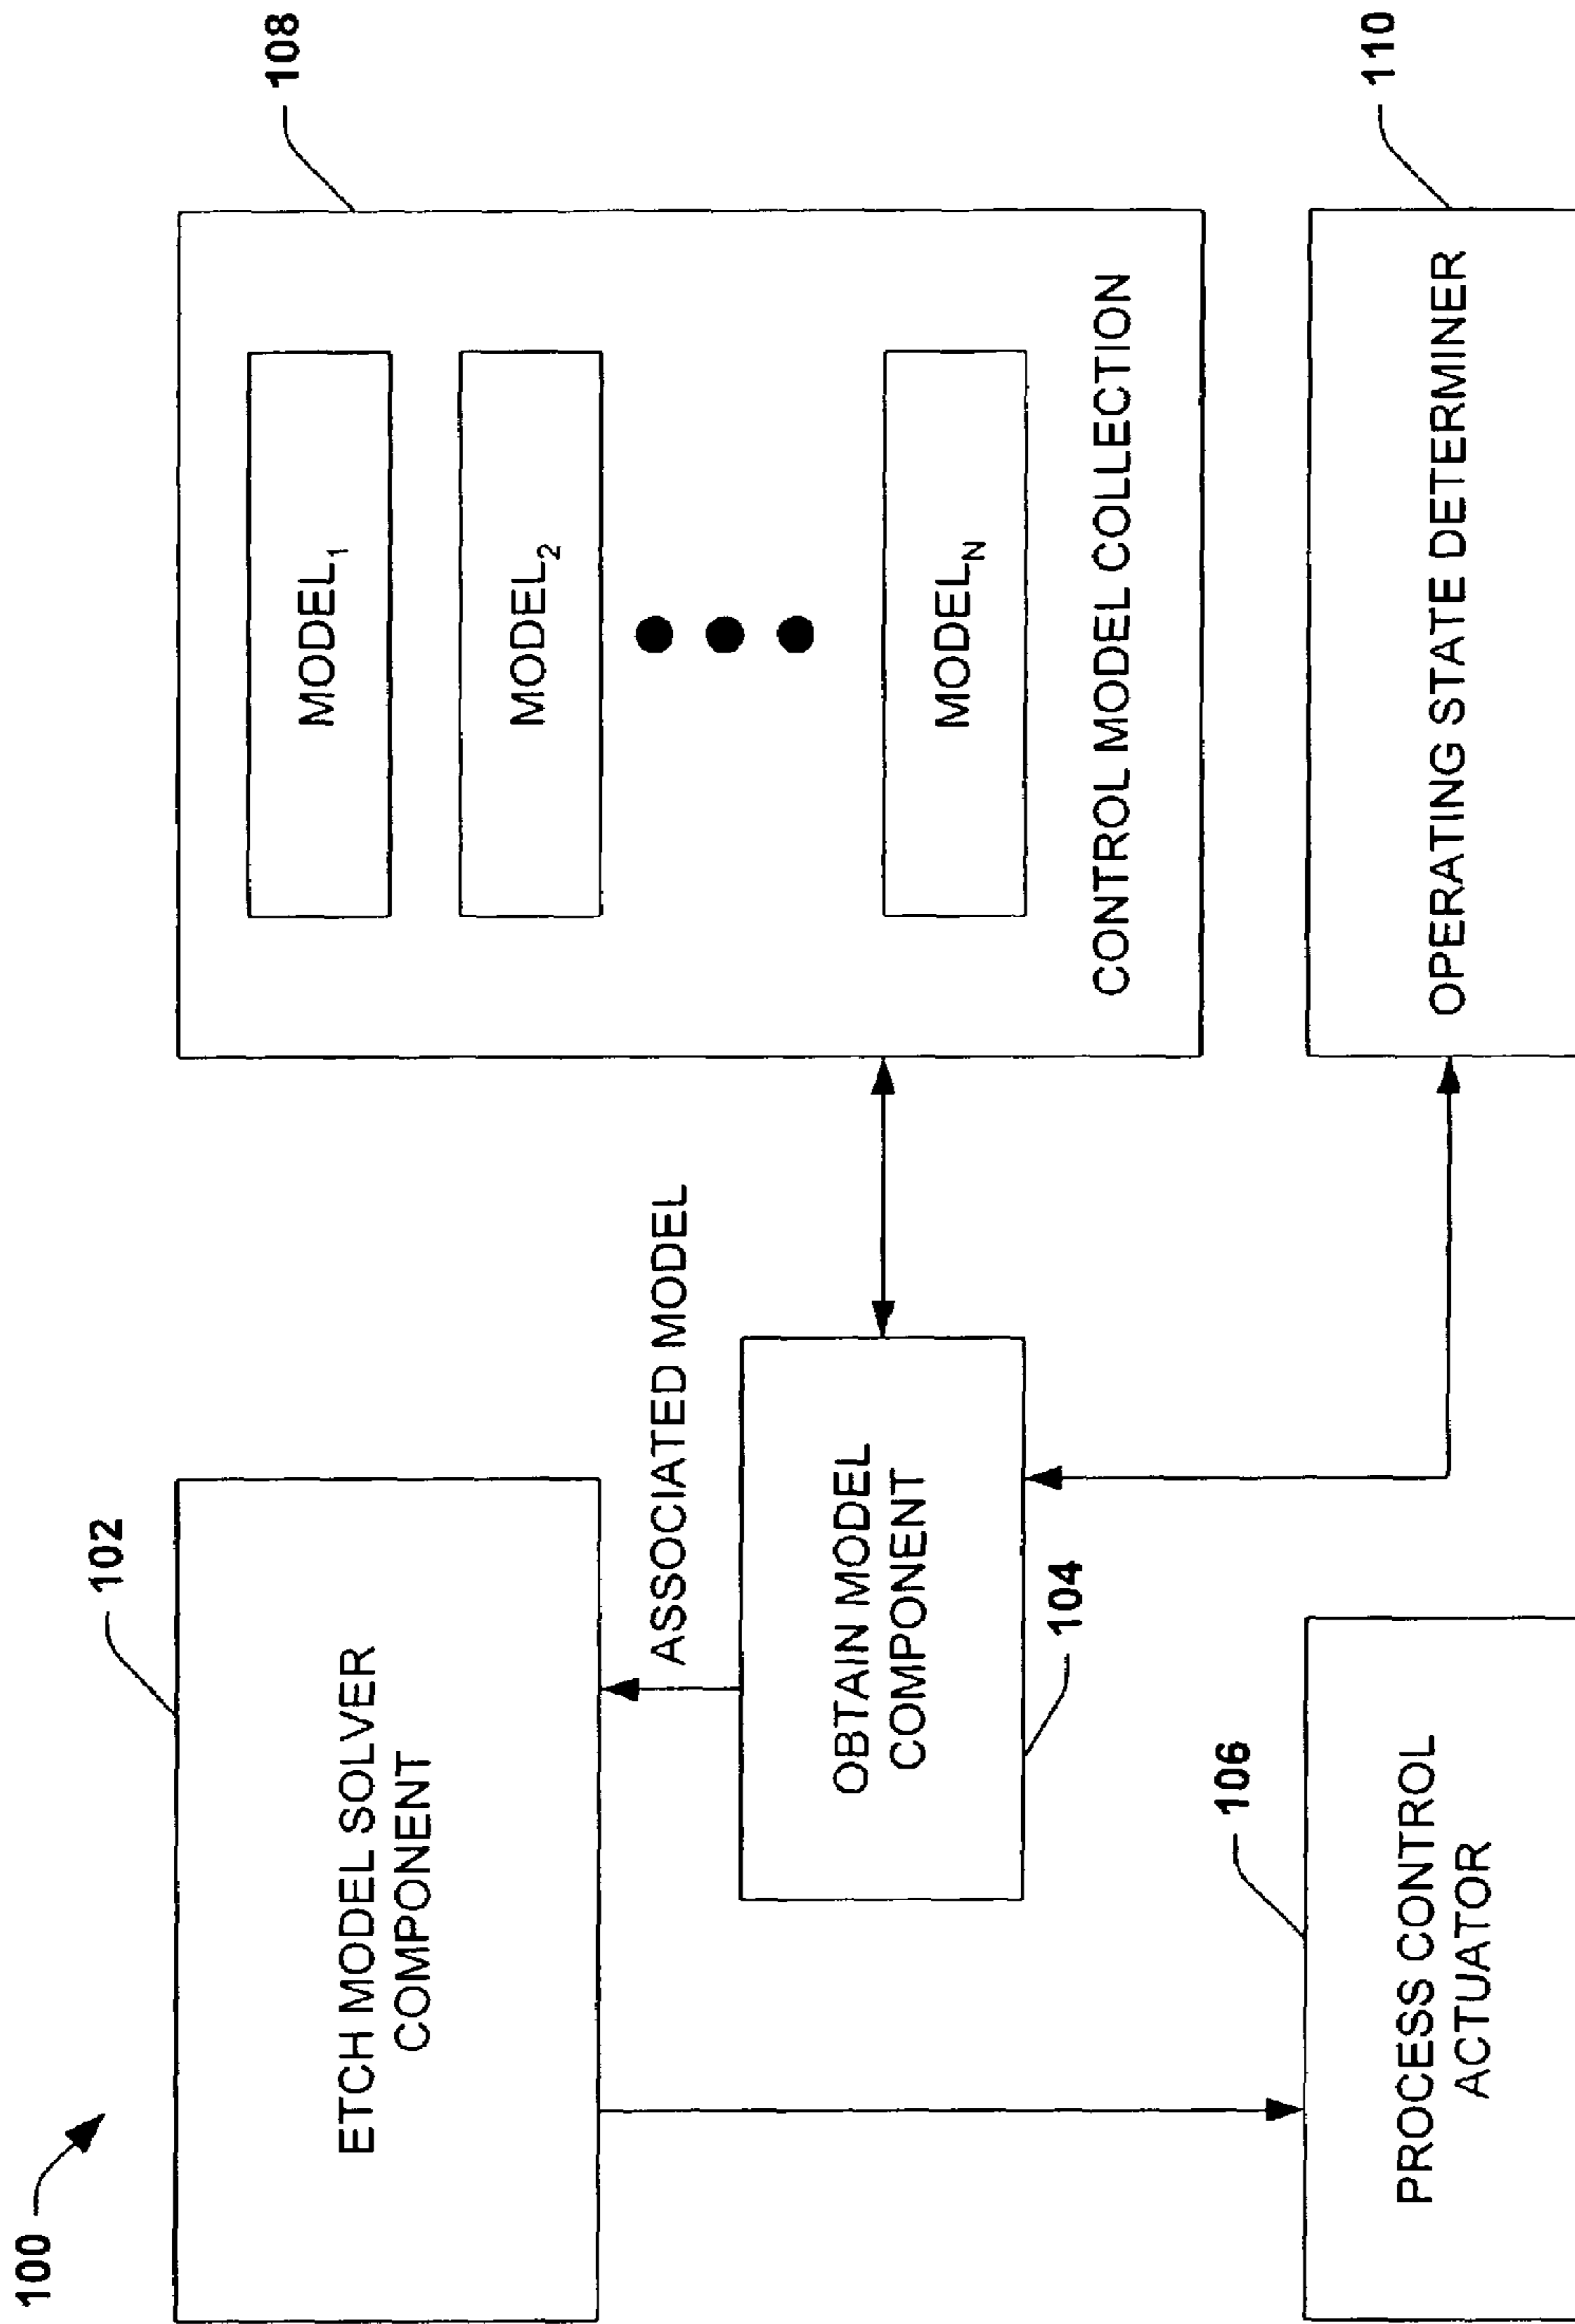 100
102
ETCH MODEL SOLVER
COMPONENT
108
MODEL1
MODEL2
MODELN
CONTROL MODEL COLLECTION
ASSOCIATED MODEL
OBTAIN MODEL
COMPONENT
104
106
PROCESS CONTROL
ACTUATOR
110
OPERATING STATE DETERMINER